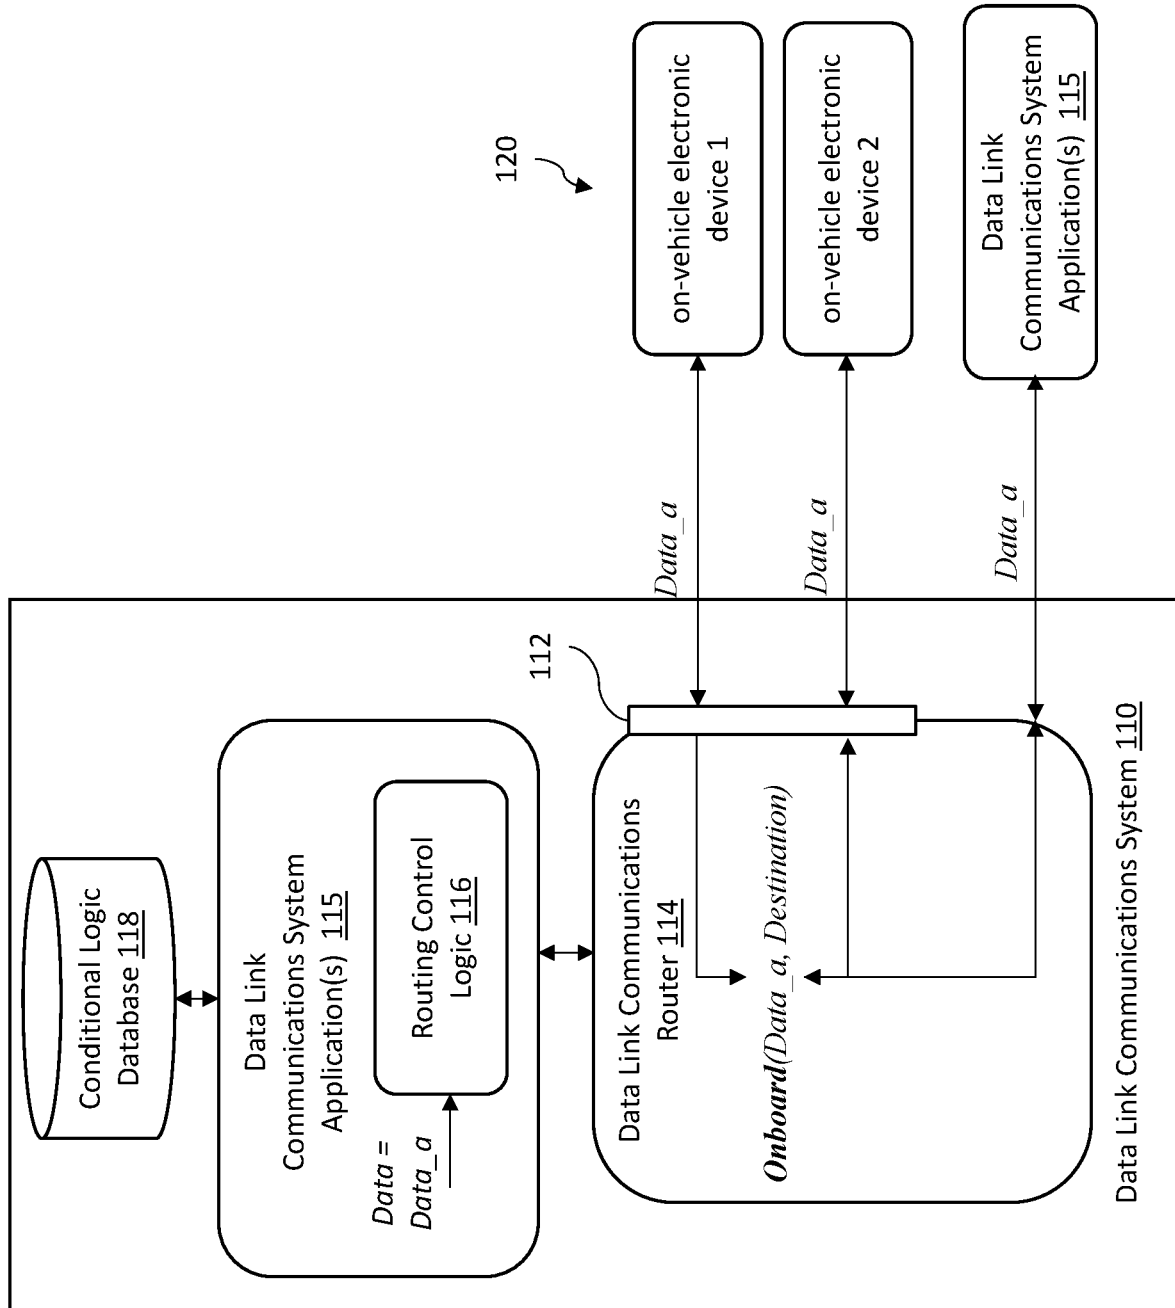 Conditional Logic
Database 118
Data Link
Communications System
Application(s) 115
Routing Control
Logic 116
Data =
Data_a
Data Link Communications
Router 114
Onboard(Data_a, Destination)
112
Data Link Communications System 110
Data_a
Data_a
Data_a
120
on-vehicle electronic
device 1
on-vehicle electronic
device 2
Data Link
Communications System
Application(s) 115